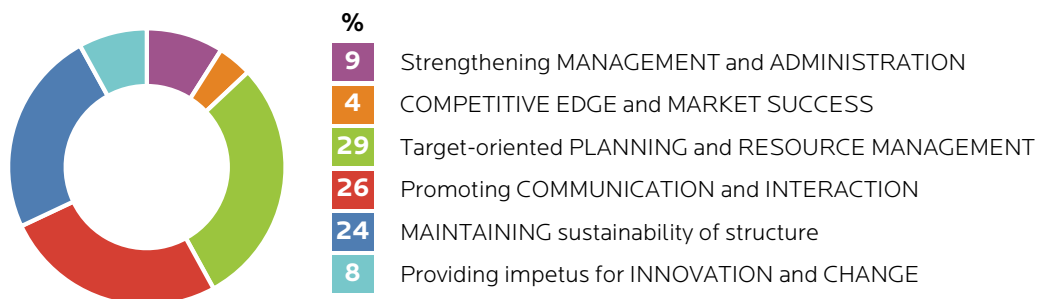 %
9 Strengthening MANAGEMENT and ADMINISTRATION
4 COMPETITIVE EDGE and MARKET SUCCESS
29 Target-oriented PLANNING and RESOURCE MANAGEMENT
26 Promoting COMMUNICATION and INTERACTION
24 MAINTAINING sustainability of structure
8 Providing impetus for INNOVATION and CHANGE